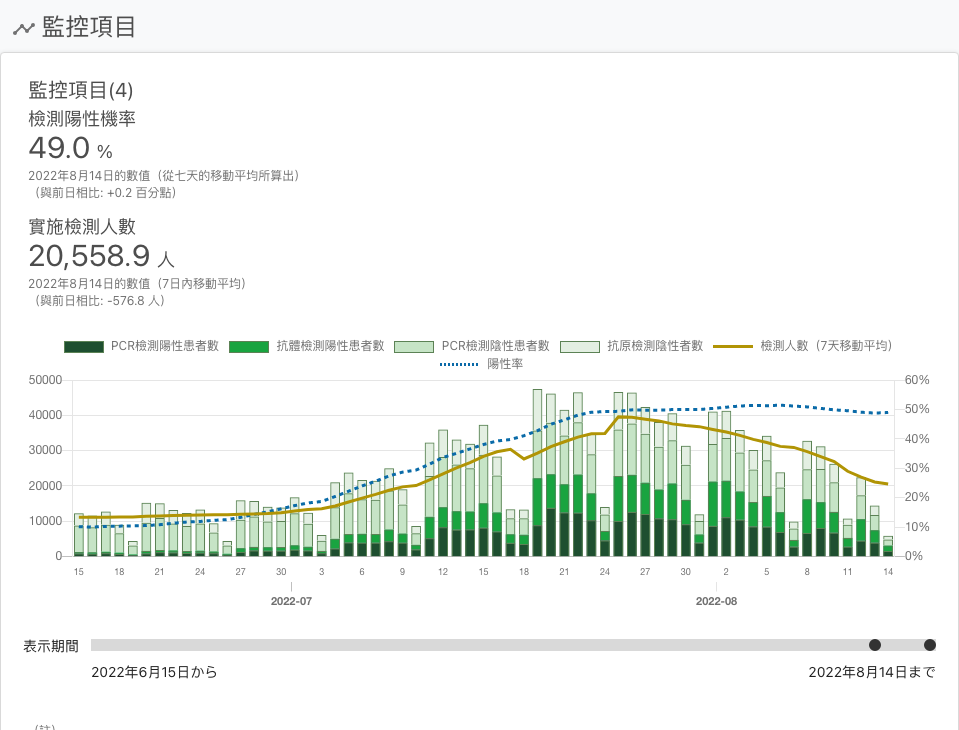 監控項目
監控項目(4)
檢測陽性機率
49.0 %
2022年8月14日的數值（從七天的移動平均所算出）
（與前日相比: +0.2 百分點）
實施檢測人數
20,558.9 人
2022年8月14日的數值（7日內移動平均）
（與前日相比: -576.8 人）
PCR檢測陽性患者數 抗體檢測陽性患者數 PCR檢測陰性患者數 抗原檢測陰性者數 檢測人數（7天移動平均）
陽性率
50000 60%
40000 50%
30000 40%
20000 30%
10000 20%
0 10%
0%
15 18 21 24 27 30 3 6 9 12 15 18 21 24 27 30 2 5 8 11 14
2022-07 2022-08
表示期間
2022年6月15日から 2022年8月14日まで
（註）